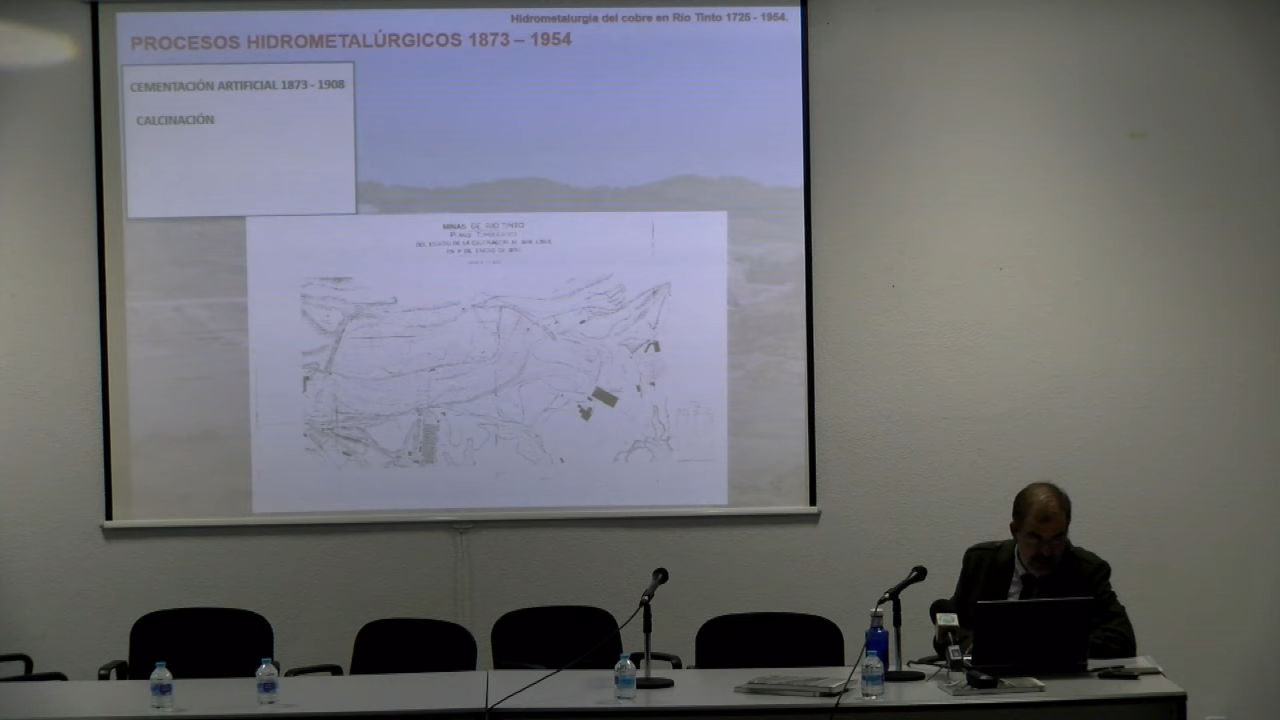 Hidrometalurgia del cobre en Río Tinto 1725 - 1954.
PROCESOS HIDROMETALÚRGICOS 1873 – 1954
CEMENTACIÓN ARTIFICIAL 1873 - 1908
CALCINACIÓN
MINAS DE RIO TINTO